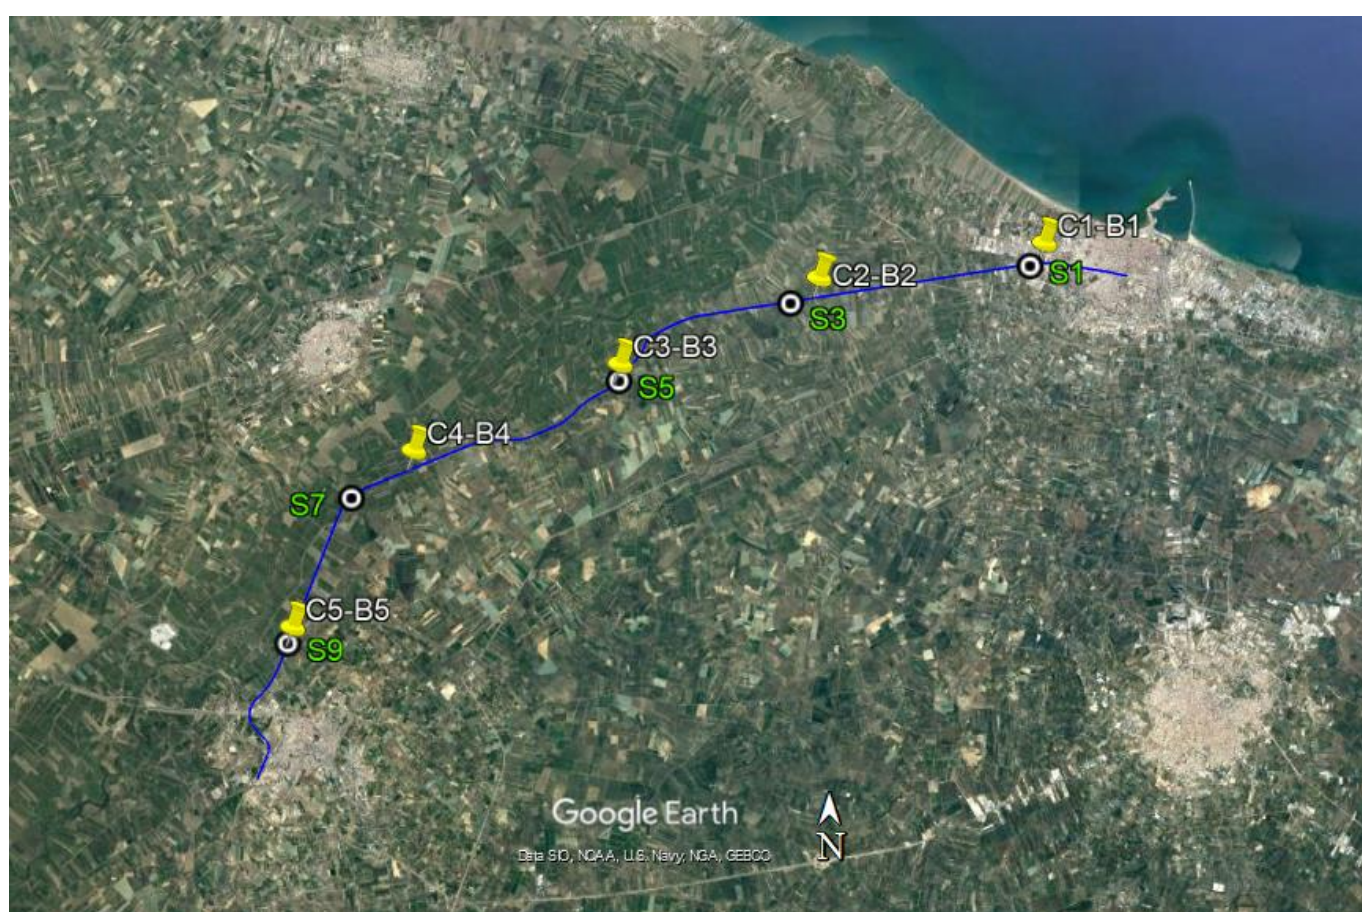 C1-B1
S1
C2-B2
S3
C3-B3
S5
C4-B4
S7
C5-B5
S9
Google Earth
N
Data SIO, NOAA, U.S. Navy, NGA, GEBCO